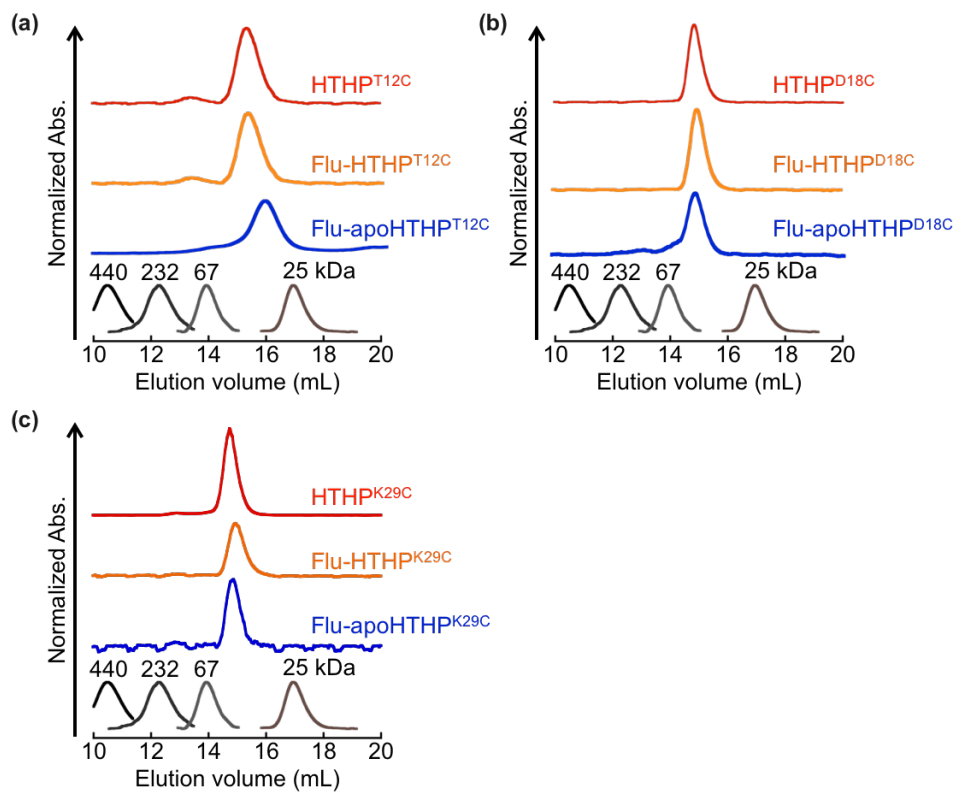 (a)
Normalized Abs.
HTHP^T12C
Flu-HTHP^T12C
Flu-apoHTHP^T12C
440 232 67 25 kDa
10 12 14 16 18 20
Elution volume (mL)
(b)
Normalized Abs.
HTHP^D18C
Flu-HTHP^D18C
Flu-apoHTHP^D18C
440 232 67 25 kDa
10 12 14 16 18 20
Elution volume (mL)
(c)
Normalized Abs.
HTHP^K29C
Flu-HTHP^K29C
Flu-apoHTHP^K29C
440 232 67 25 kDa
10 12 14 16 18 20
Elution volume (mL)